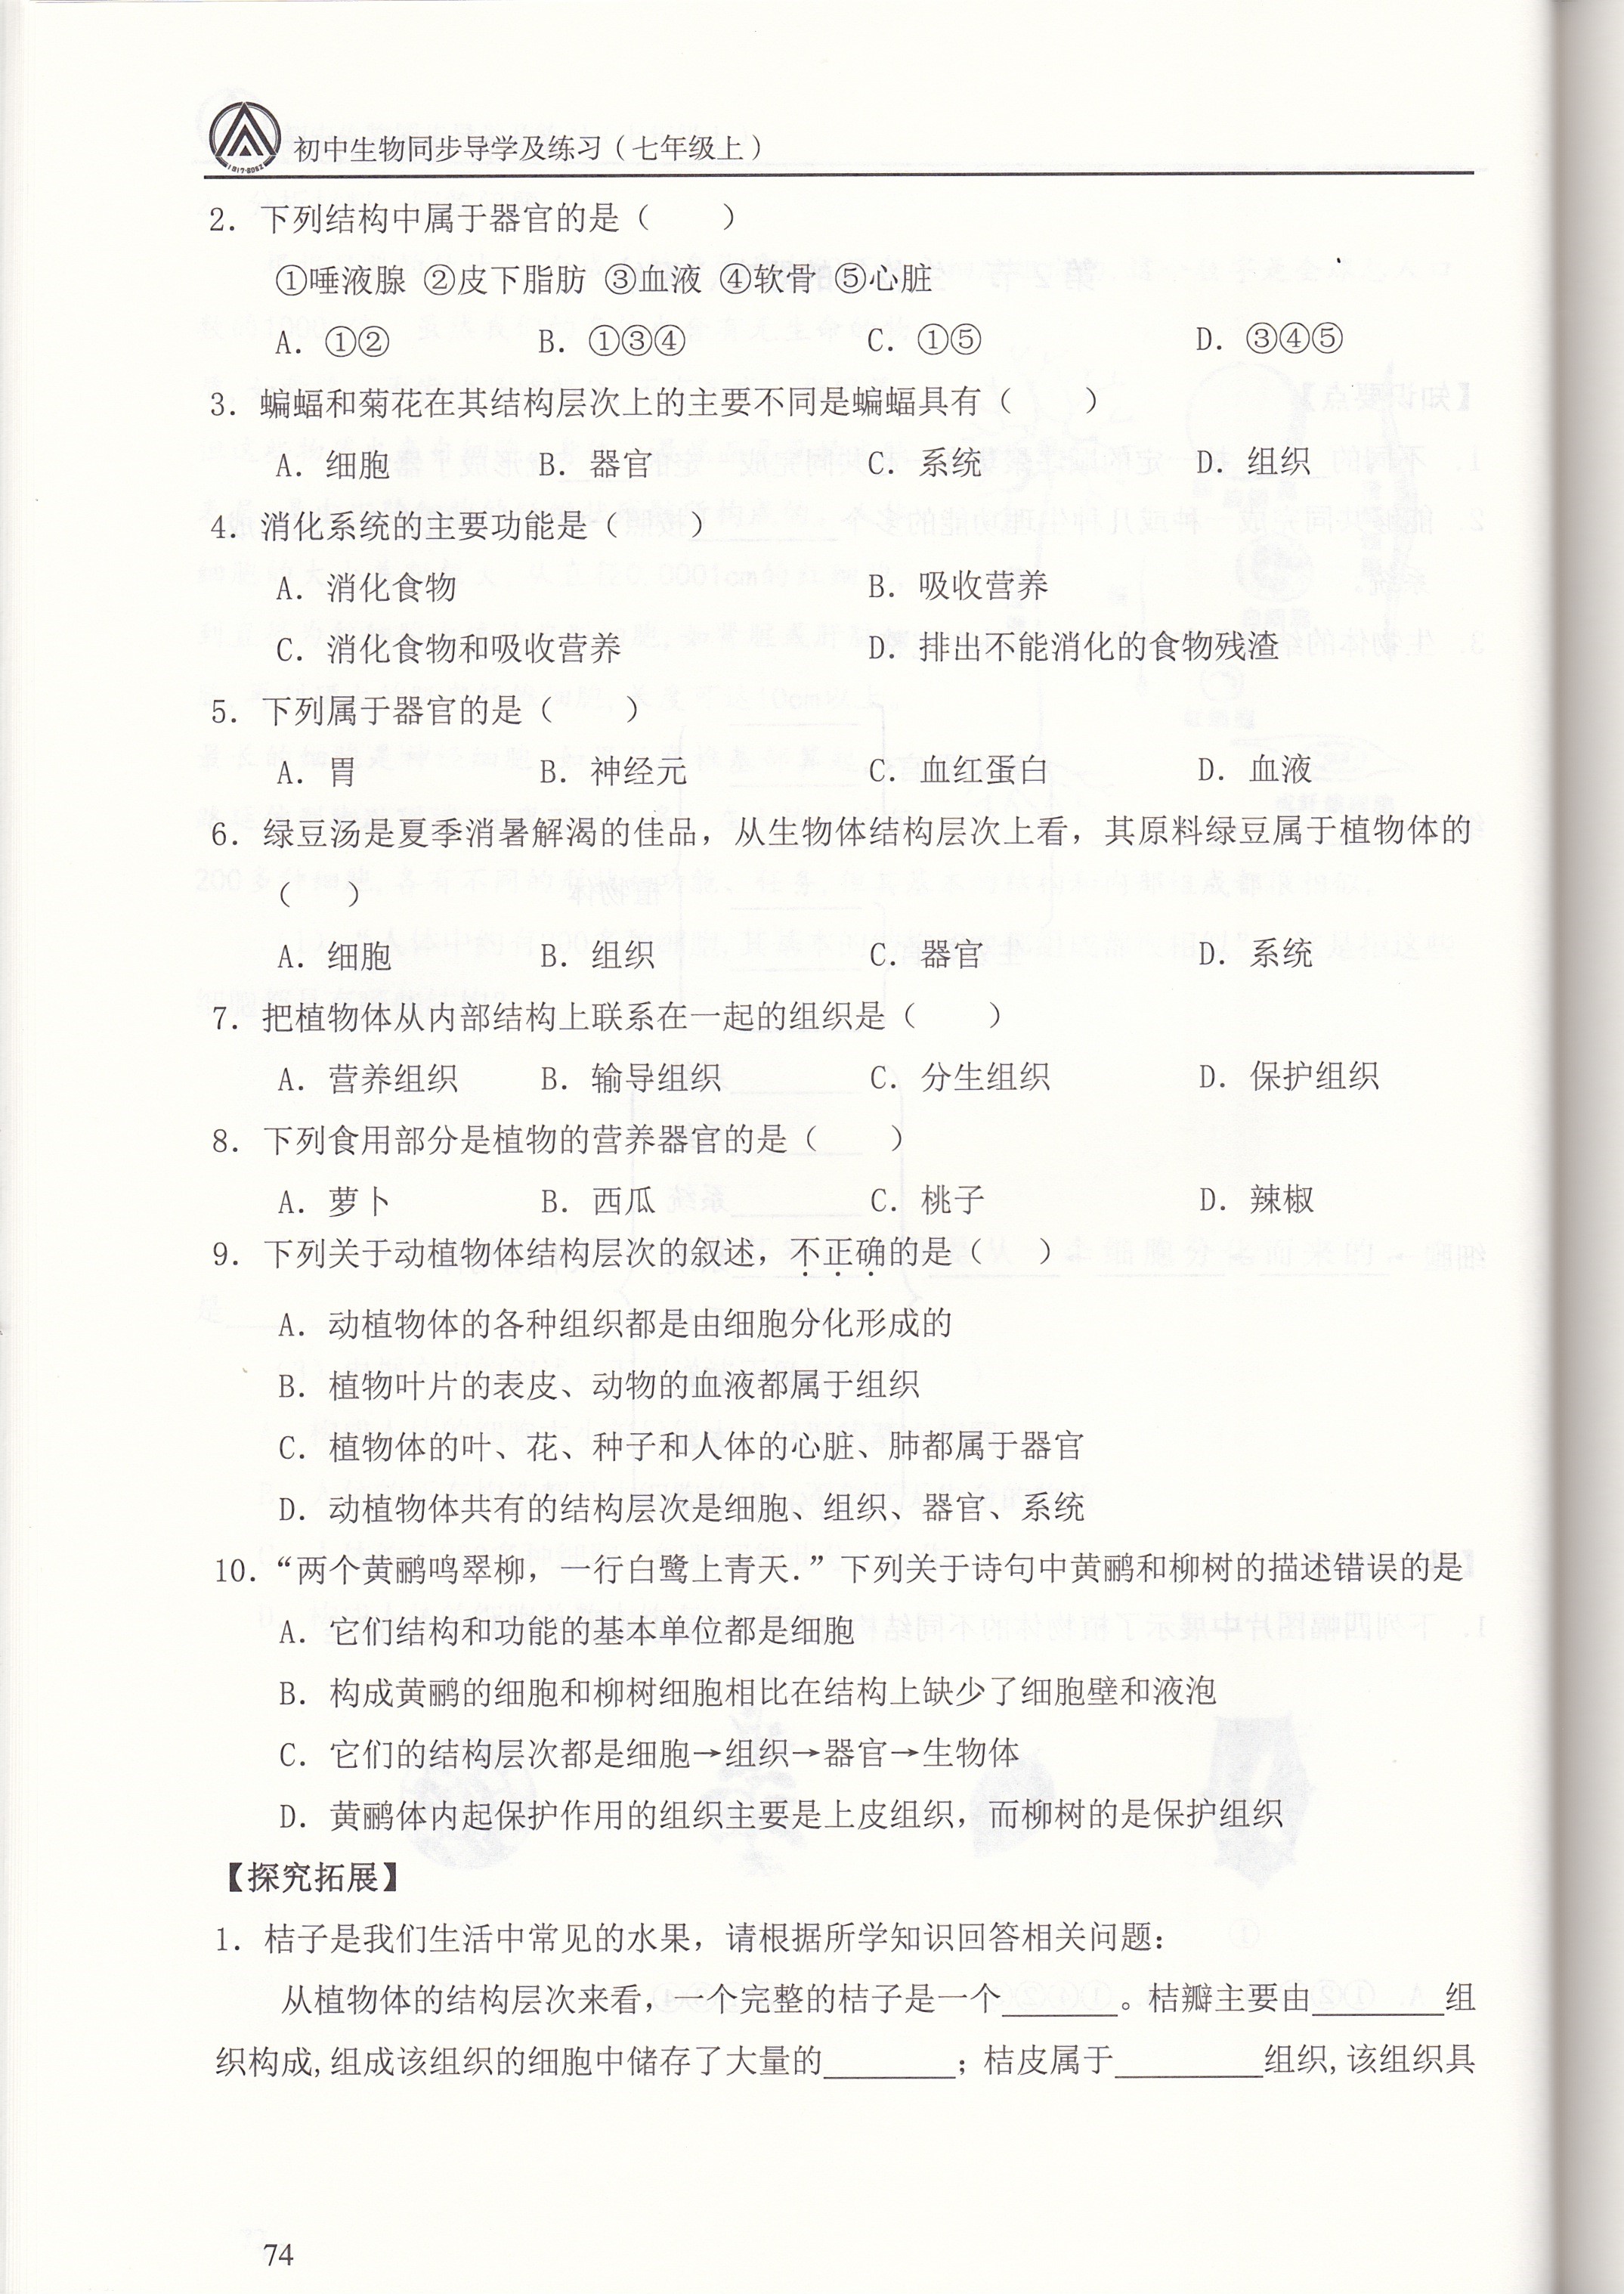 初中生物同步导学及练习(七年级上)
2. 下列结构中属于器官的是(  )
①唾液腺 ②皮下脂肪 ③血液 ④软骨 ⑤心脏
A. ①② B. ①③④ C. ①⑤ D. ③④⑤
3. 蝙蝠和菊花在其结构层次上的主要不同是蝙蝠具有(  )
A. 细胞 B. 器官 C. 系统 D. 组织
4. 消化系统的主要功能是(  )
A. 消化食物 B. 吸收营养
C. 消化食物和吸收营养 D. 排出不能消化的食物残渣
5. 下列属于器官的是(  )
A. 胃 B. 神经元 C. 血红蛋白 D. 血液
6. 绿豆汤是夏季消暑解渴的佳品，从生物体结构层次上看，其原料绿豆属于植物体的
(  )
A. 细胞 B. 组织 C. 器官 D. 系统
7. 把植物体从内部结构上联系在一起的组织是(  )
A. 营养组织 B. 输导组织 C. 分生组织 D. 保护组织
8. 下列食用部分是植物的营养器官的是(  )
A. 萝卜 B. 西瓜 C. 桃子 D. 辣椒
9. 下列关于动植物体结构层次的叙述，不正确的是(  )
A. 动植物体的各种组织都是由细胞分化形成的
B. 植物叶片的表皮、动物的血液都属于组织
C. 植物体的叶、花、种子和人体的心脏、肺都属于器官
D. 动植物体共有的结构层次是细胞、组织、器官、系统
10. “两个黄鹂鸣翠柳，一行白鹭上青天.”下列关于诗句中黄鹂和柳树的描述错误的是
A. 它们结构和功能的基本单位都是细胞
B. 构成黄鹂的细胞和柳树细胞相比在结构上缺少了细胞壁和液泡
C. 它们的结构层次都是细胞→组织→器官→生物体
D. 黄鹂体内起保护作用的组织主要是上皮组织，而柳树的是保护组织
【探究拓展】
1. 桔子是我们生活中常见的水果，请根据所学知识回答相关问题：
从植物体的结构层次来看，一个完整的桔子是一个_______。桔瓣主要由________组
织构成,组成该组织的细胞中储存了大量的________；桔皮属于_________组织,该组织具
74